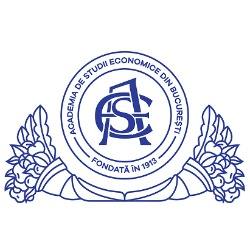 ACADEMIA DE STUDII ECONOMICE DIN BUCUREȘTI
ASE
FONDATĂ ÎN 1913